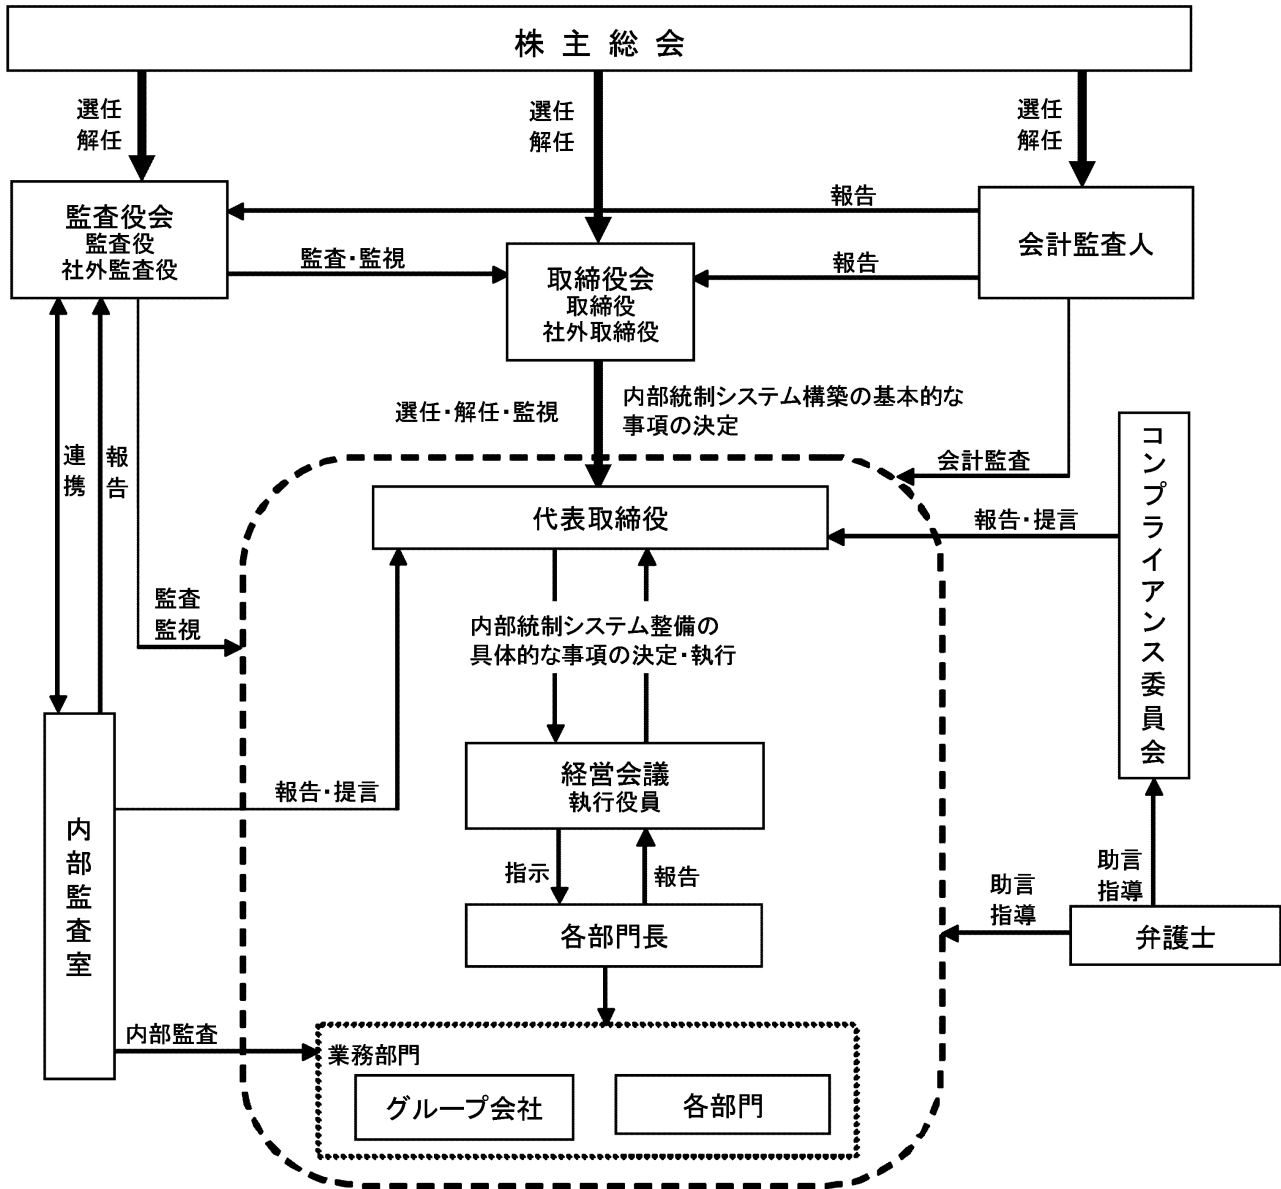 株主総会
選任
解任
選任
解任
選任
解任
監査役会
監査役
社外監査役
報告
会計監査人
監査・監視
取締役会
取締役
社外取締役
報告
選任・解任・監視
内部統制システム構築の基本的な
事項の決定
連携
報告
会計監査
コンプライアンス委員会
代表取締役
報告・提言
監査
監視
内部統制システム整備の
具体的な事項の決定・執行
経営会議
執行役員
報告・提言
内部監査室
指示
報告
助言
指導
助言
指導
各部門長
弁護士
内部監査
業務部門
グループ会社
各部門